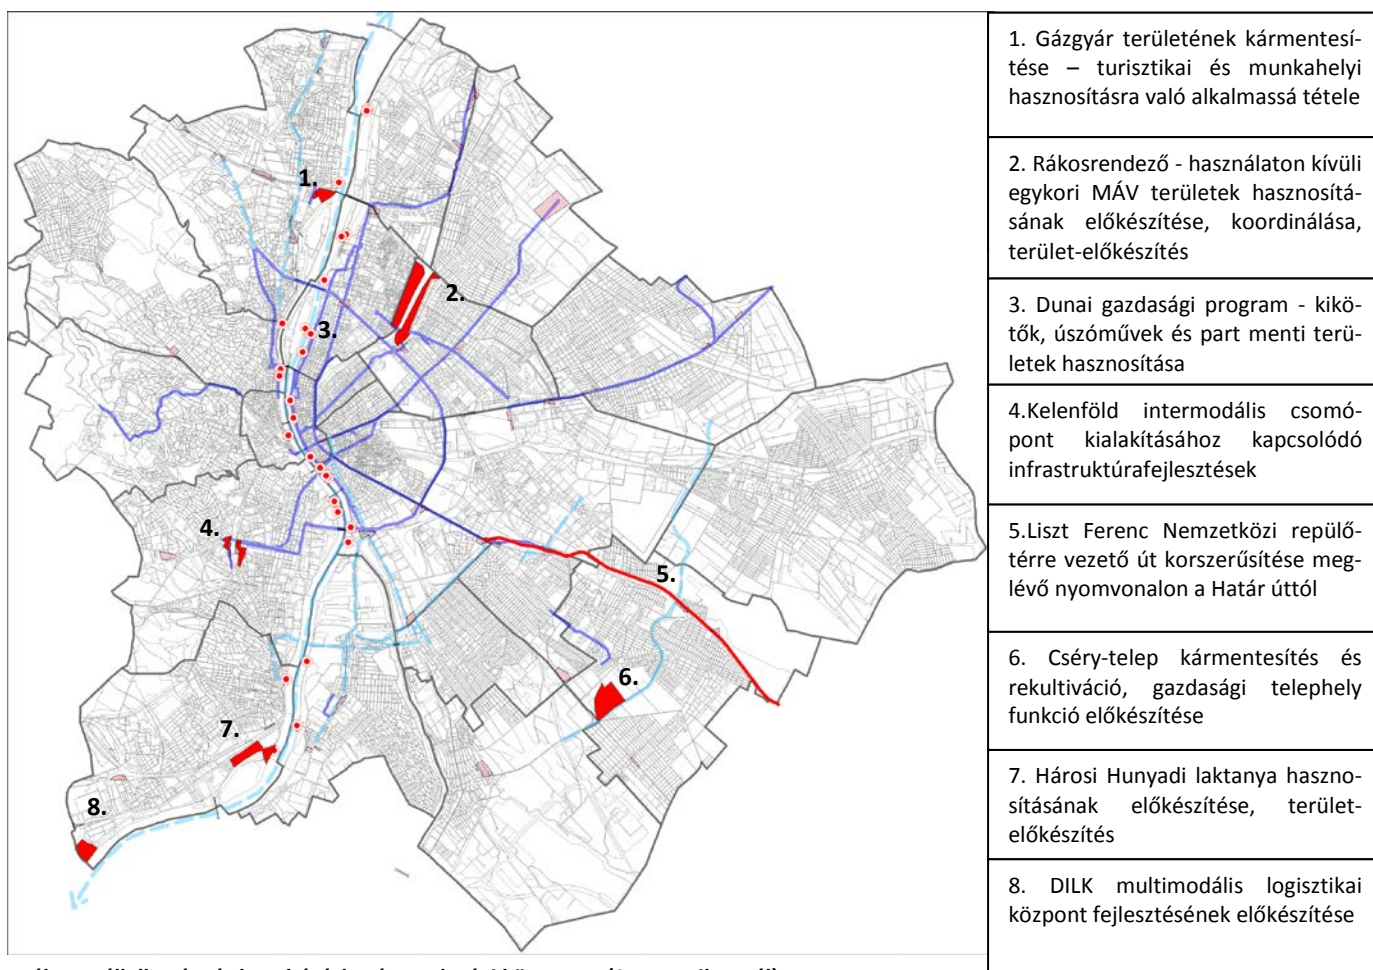 1. Gázgyár területének kármentesí-
tése – turisztikai és munkahelyi
hasznosításra való alkalmassá tétele
2. Rákosrendező - használaton kívüli
egykori MÁV területek hasznosítá-
sának előkészítése, koordinálása,
terület-előkészítés
3. Dunai gazdasági program - kikö-
tők, úszóművek és part menti terü-
letek hasznosítása
4.Kelenföld intermodális csomó-
pont kialakításához kapcsolódó
infrastruktúrafejlesztések
5.Liszt Ferenc Nemzetközi repülő-
térre vezető út korszerűsítése meg-
lévő nyomvonalon a Határ úttól
6. Cséry-telep kármentesítés és
rekultiváció, gazdasági telephely
funkció előkészítése
7. Hárosi Hunyadi laktanya haszno-
sításának előkészítése, terület-
előkészítés
8. DILK multimodális logisztikai
központ fejlesztésének előkészítése
1.
2.
3.
4.
5.
6.
7.
8.